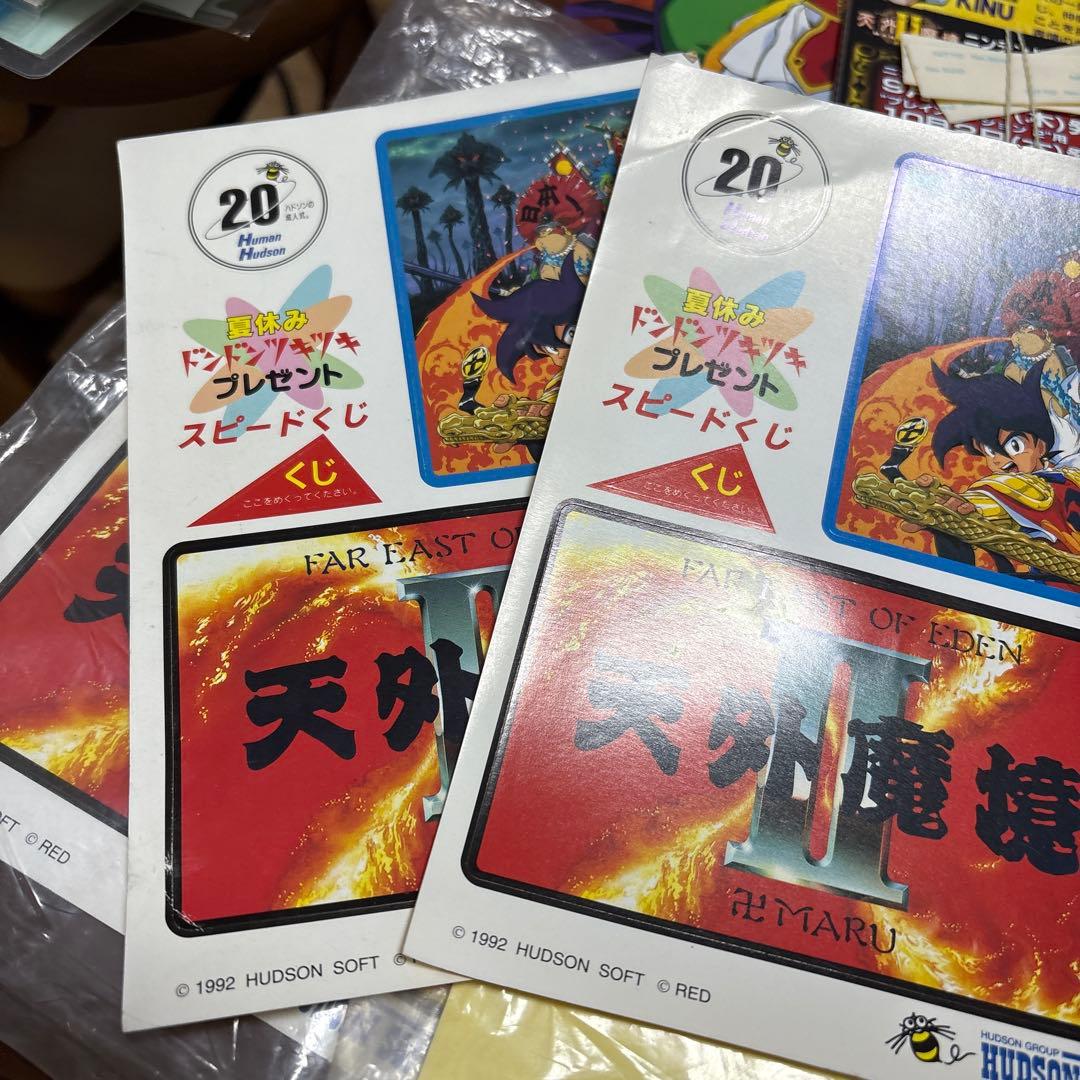 KINU
20
ハドソンの
成人式。
Human
Hudson
夏休み
ドンドンツキツキ
プレゼント
スピードくじ
くじ
ここをめくってください。
日本一
FAR EAST O
II
天外
© 1992 HUDSON SOFT ©
20
Human
Hudson
夏休み
ドンドンツキツキ
プレゼント
スピードくじ
くじ
ここをめくってください。
FAR EAST OF EDEN
II
天外魔境
卍MARU
© 1992 HUDSON SOFT © RED
HUDSON GROUP
HUDSON
FT © RED